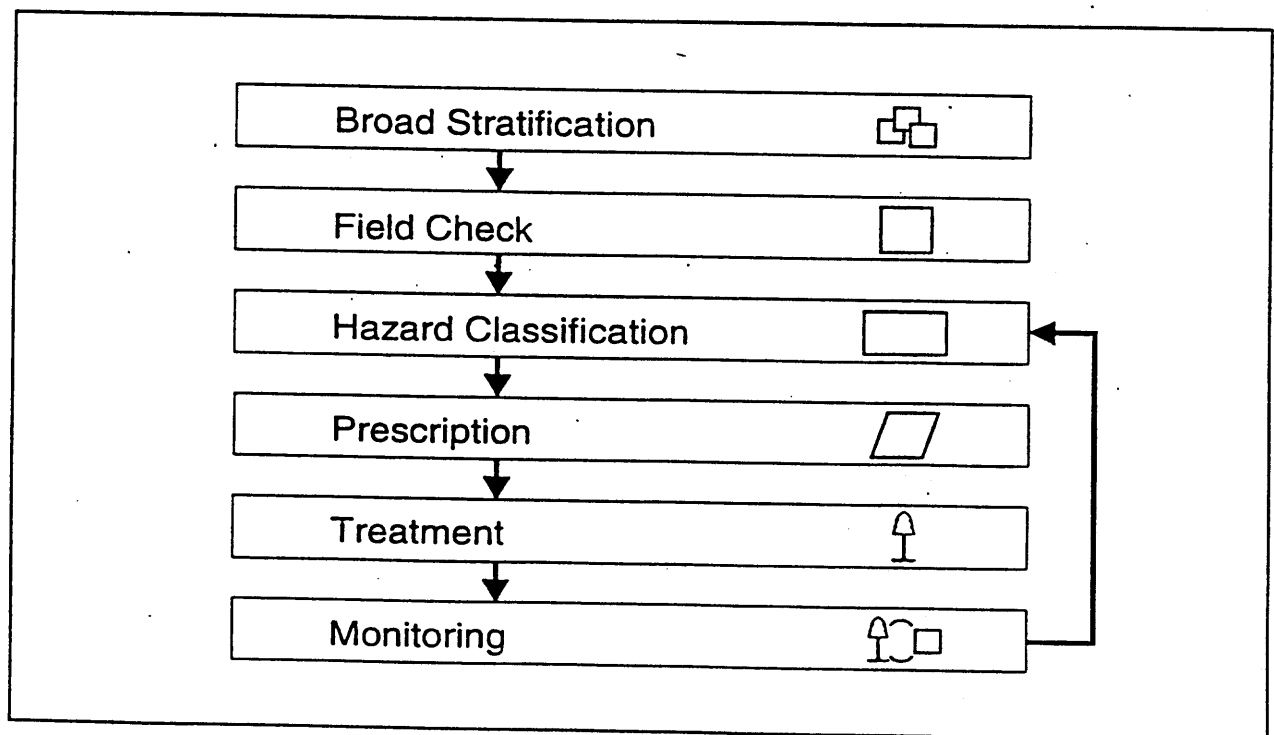 Broad Stratification
Field Check
Hazard Classification
Prescription
Treatment
Monitoring